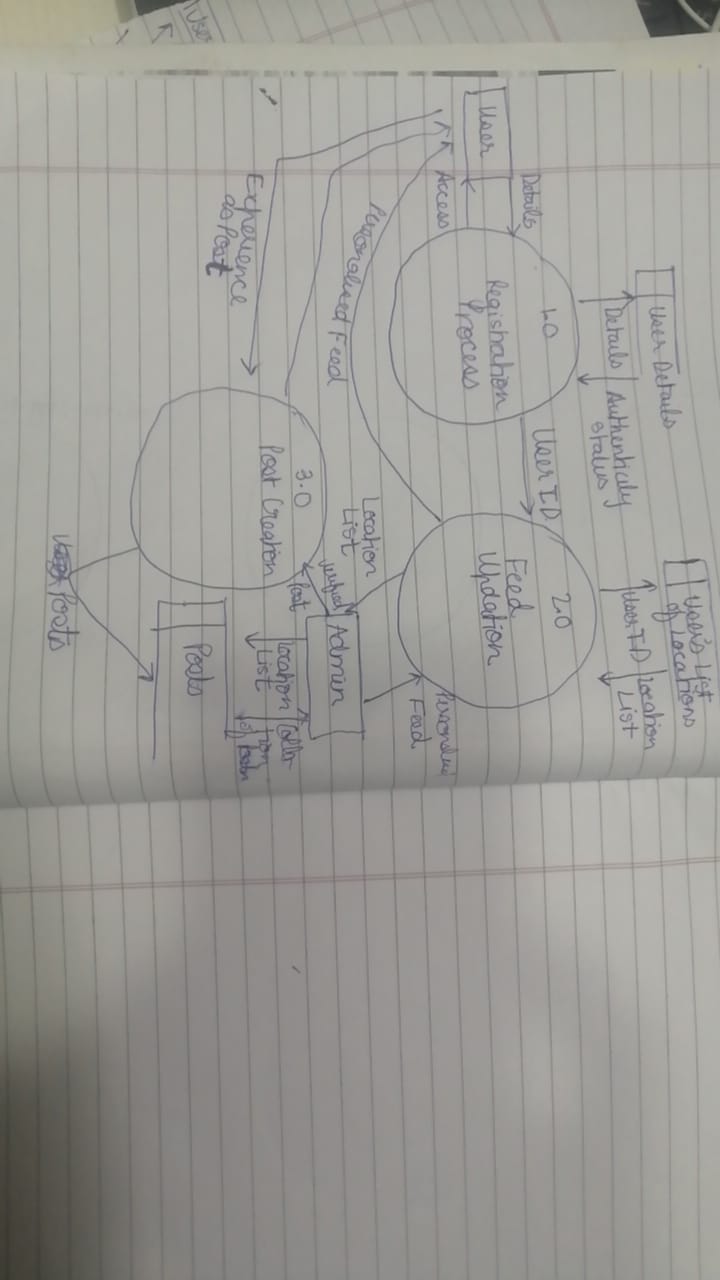 User's List
of Locations
User Details
User ID
Location
List
Details
Authenticity
status
1.0
User ID
2.0
Details
Registration
Process
Feed
Updation
User
Access
Personalised
Feed
Location
List
Personalised Feed
Verified
Post
Admin
3.0
Post Creation
Location
List
Colle
tion
of
Experience
as Post
Posts
User
Posts